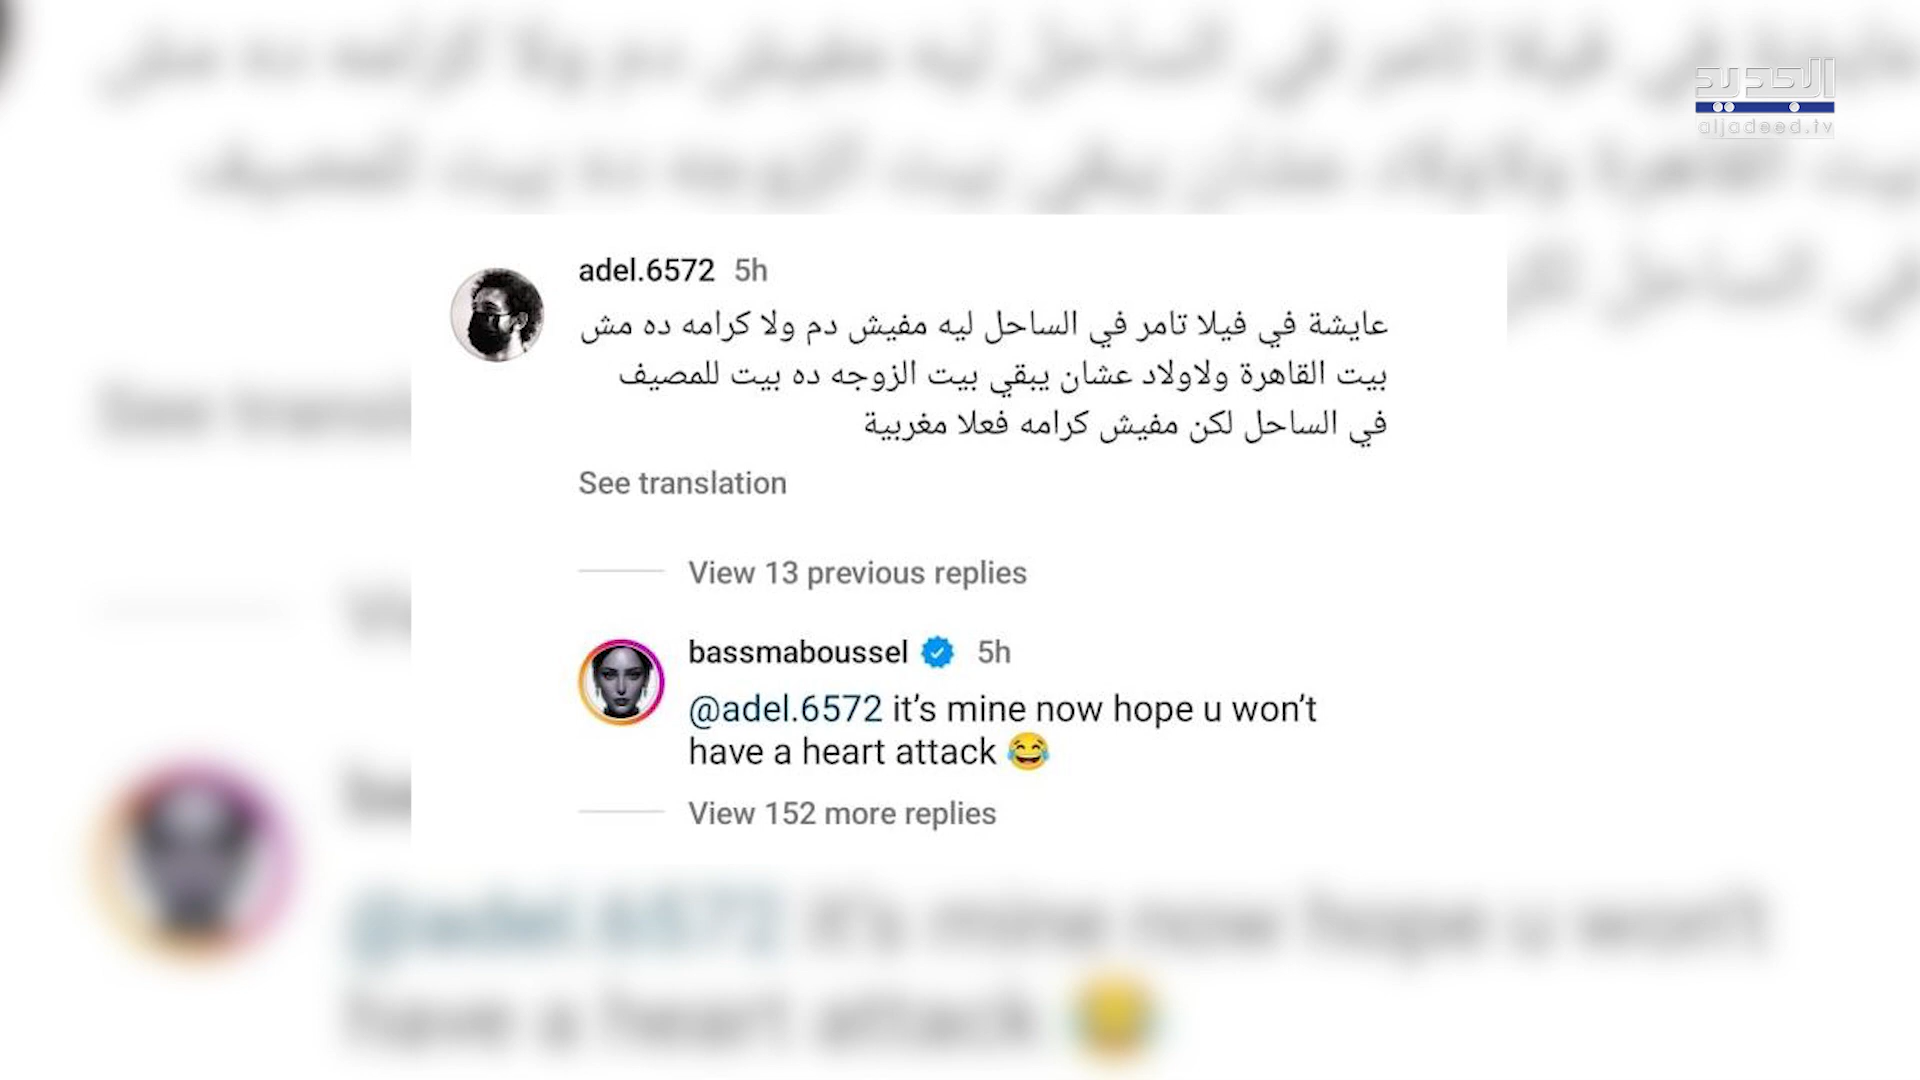 الجديد
aljadeed.tv
adel.6572 5h
عايشة في فيلا تامر في الساحل ليه مفيش دم ولا كرامه ده مش
بيت القاهرة ولاولاد عشان يبقي بيت الزوجه ده بيت للمصيف
في الساحل لكن مفيش كرامه فعلا مغربية
See translation
View 13 previous replies
bassmaboussel 5h
@adel.6572 it’s mine now hope u won’t
have a heart attack 😂
View 152 more replies